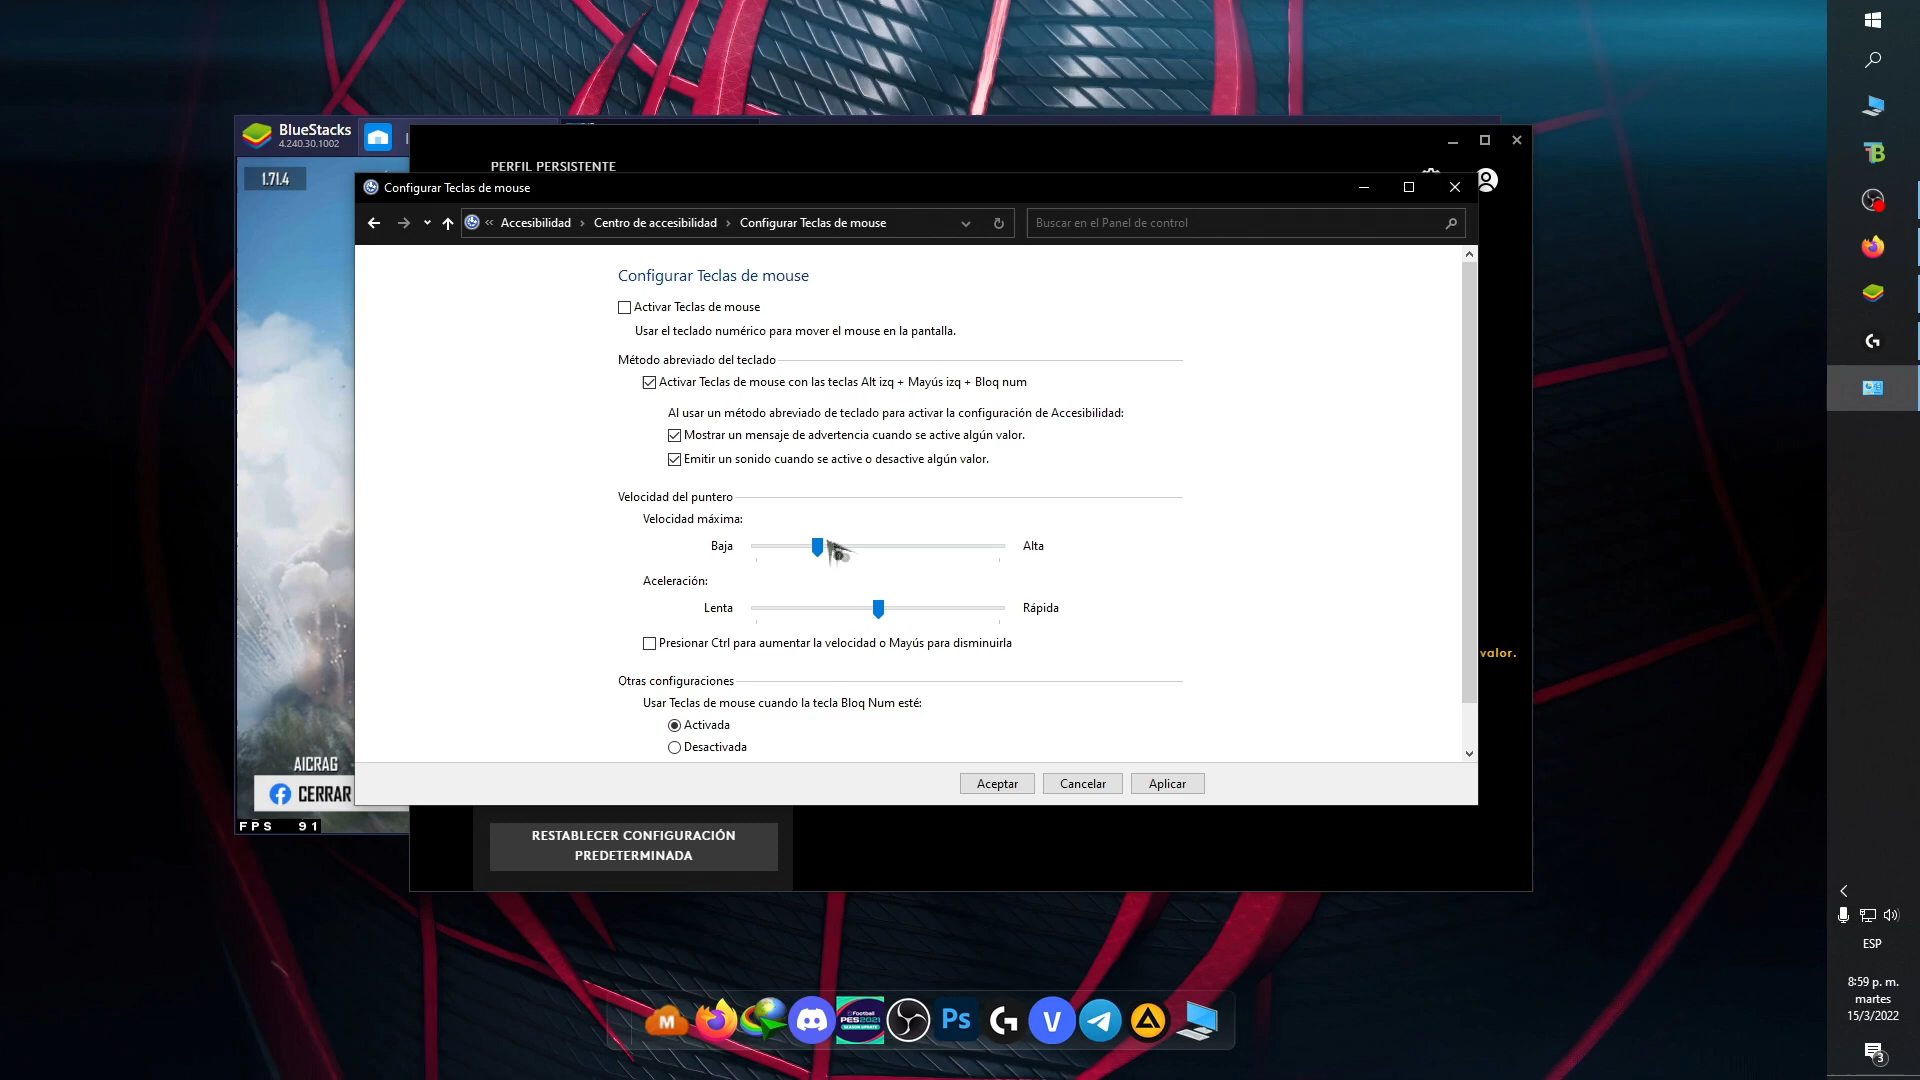 BlueStacks
4.240.30.1002
PERFIL PERSISTENTE
1.71.4
Configurar Teclas de mouse
« Accesibilidad › Centro de accesibilidad › Configurar Teclas de mouse
Buscar en el Panel de control
Configurar Teclas de mouse
Activar Teclas de mouse
Usar el teclado numérico para mover el mouse en la pantalla.
Método abreviado del teclado
Activar Teclas de mouse con las teclas Alt izq + Mayús izq + Bloq num
Al usar un método abreviado de teclado para activar la configuración de Accesibilidad:
Mostrar un mensaje de advertencia cuando se active algún valor.
Emitir un sonido cuando se active o desactive algún valor.
Velocidad del puntero
Velocidad máxima:
Baja
Alta
Aceleración:
Lenta
Rápida
Presionar Ctrl para aumentar la velocidad o Mayús para disminuirla
valor.
Otras configuraciones
Usar Teclas de mouse cuando la tecla Bloq Num esté:
Activada
Desactivada
AICRAG
CERRAR
Aceptar
Cancelar
Aplicar
FPS 91
RESTABLECER CONFIGURACIÓN
PREDETERMINADA
ESP
8:59 p. m.
martes
15/3/2022
3
M
eFootball
PES2021
SEASON UPDATE
Ps
V
TB